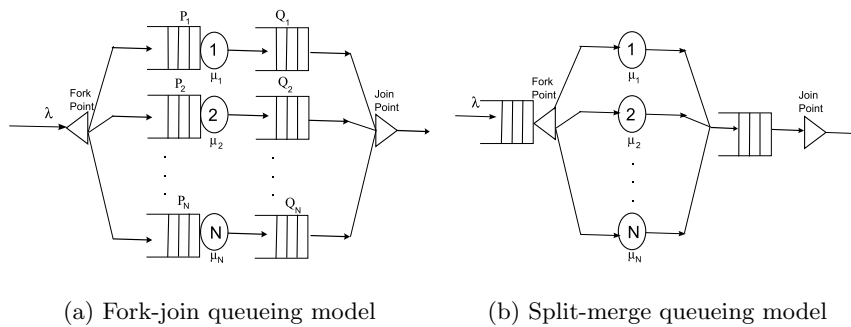 P1
Q1
1
μ1
Fork
Point
λ
P2
Q2
2
μ2
Join
Point
PN
QN
N
μN
(a) Fork-join queueing model
1
μ1
Fork
Point
λ
2
μ2
Join
Point
N
μN
(b) Split-merge queueing model